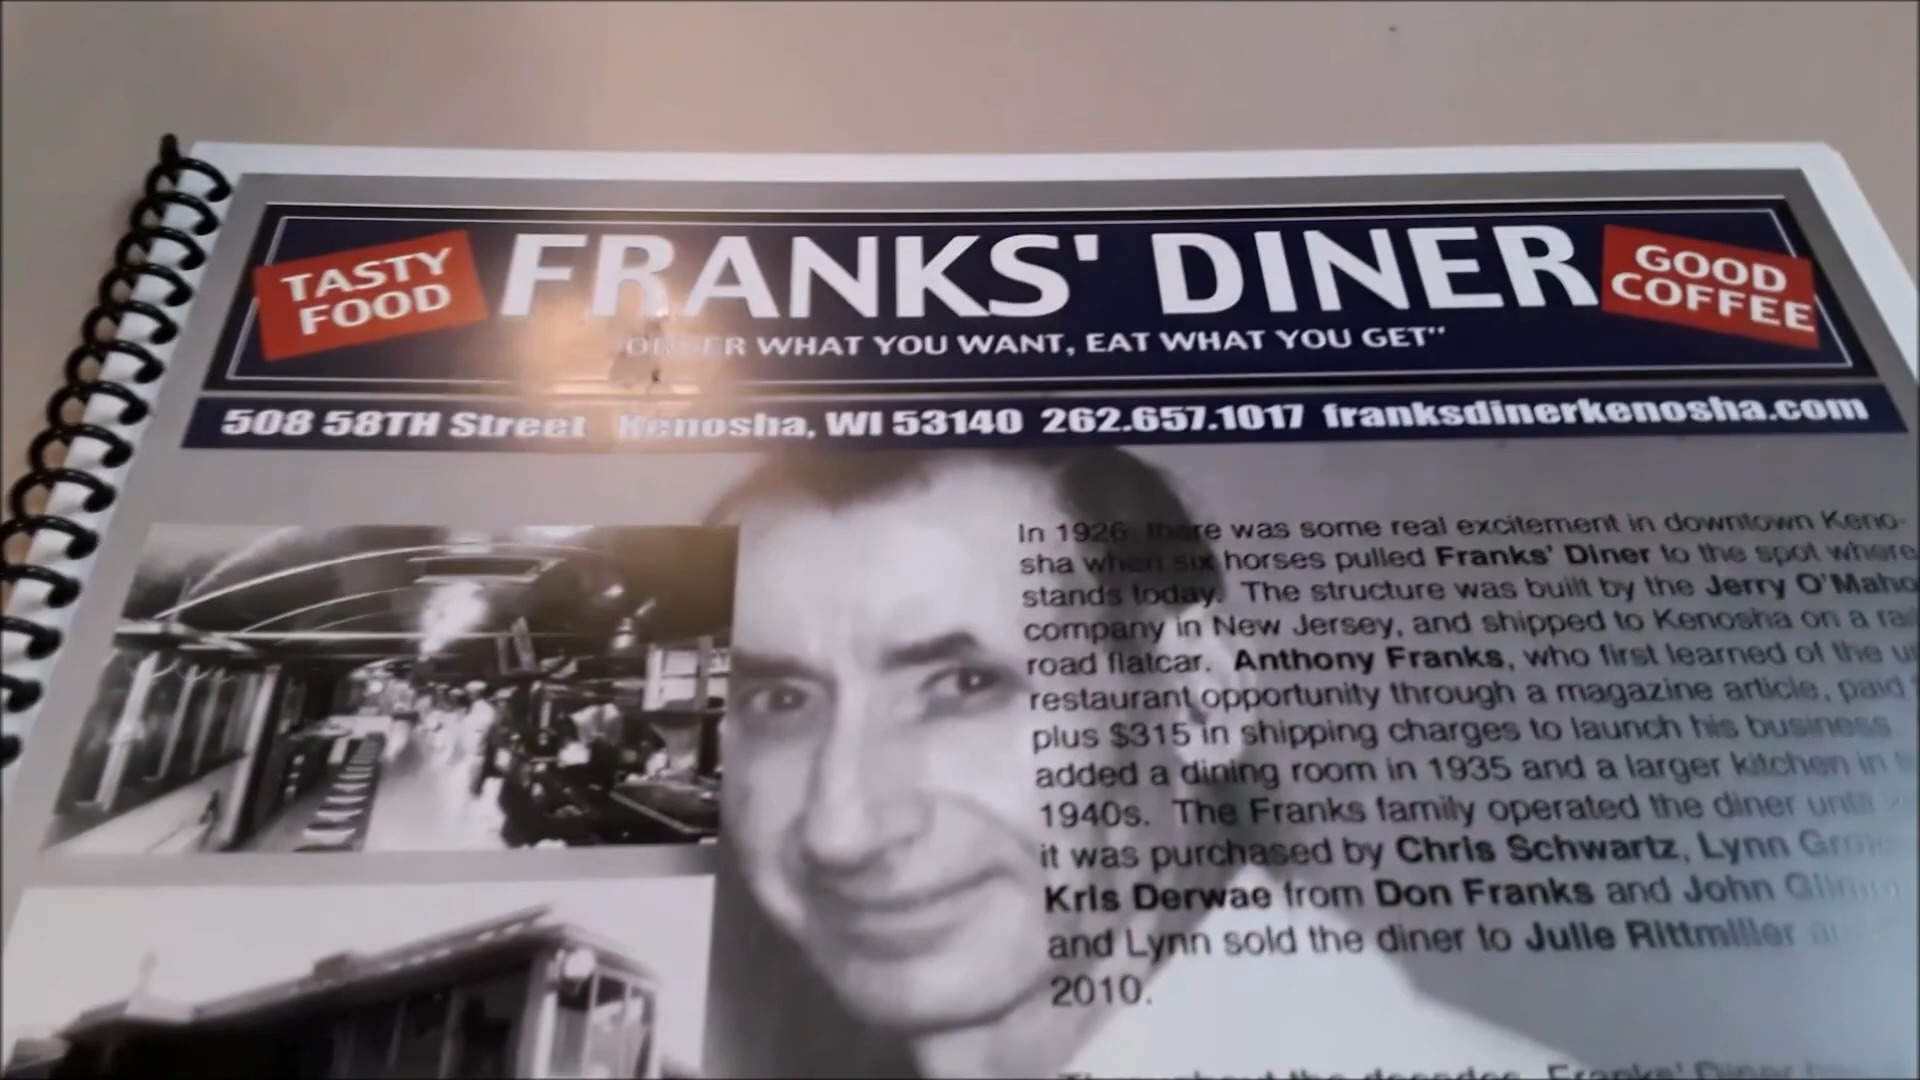 TASTY
FOOD
FRANKS' DINER
GOOD
COFFEE
"ORDER WHAT YOU WANT, EAT WHAT YOU GET"
508 58TH Street Kenosha, WI 53140 262.657.1017 franksdinerkenosha.com
In 1926 there was some real excitement in downtown Keno-
sha when six horses pulled Franks' Diner to the spot where
stands today. The structure was built by the Jerry O'Maho
company in New Jersey, and shipped to Kenosha on a rail
road flatcar. Anthony Franks, who first learned of the
restaurant opportunity through a magazine article, paid
plus $315 in shipping charges to launch his business
added a dining room in 1935 and a larger kitchen in
1940s. The Franks family operated the diner until
it was purchased by Chris Schwartz, Lynn
Kris Derwae from Don Franks and John
and Lynn sold the diner to Julie Rittmiller
2010.
the decades, Franks' Diner